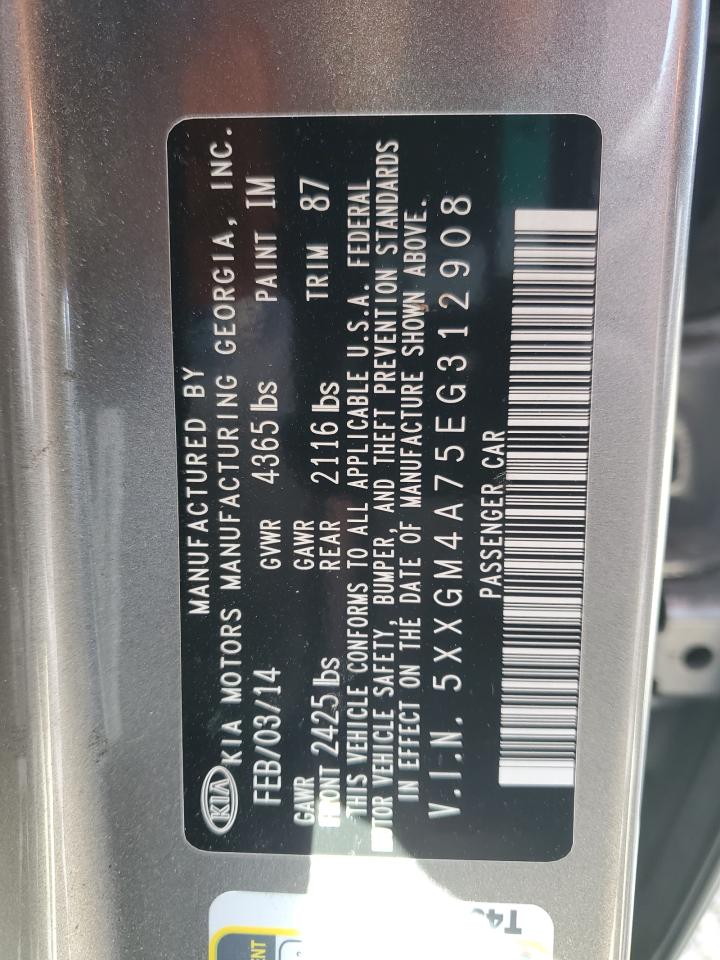 MANUFACTURED BY
KIA KIA MOTORS MANUFACTURING GEORGIA, INC.
FEB/03/14 GVWR 4365 lbs PAINT IM
GAWR FRONT 2425 lbs GAWR REAR 2116 lbs TRIM 87
THIS VEHICLE CONFORMS TO ALL APPLICABLE U.S.A. FEDERAL
MOTOR VEHICLE SAFETY, BUMPER, AND THEFT PREVENTION STANDARDS
IN EFFECT ON THE DATE OF MANUFACTURE SHOWN ABOVE.
V.I.N. 5XXGM4A75EG312908
PASSENGER CAR